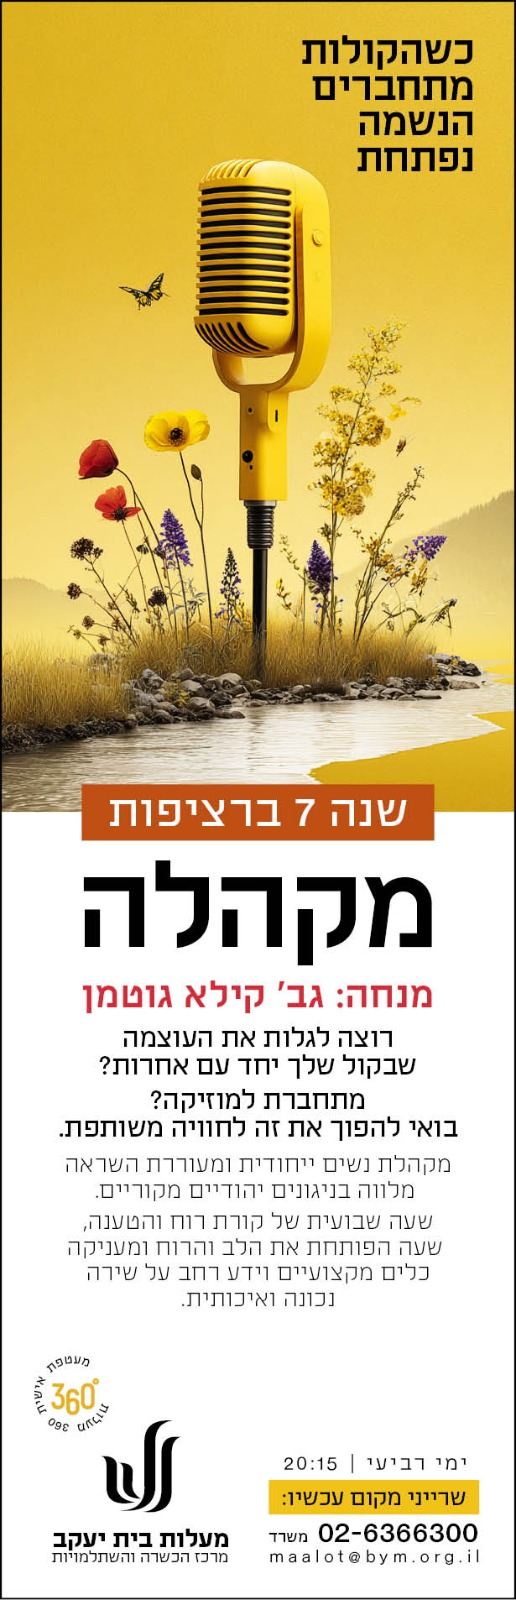 כשהקולות
מתחברים
הנשמה
נפתחת
שנה 7 ברציפות
מקהלה
מנחה: גב' קילא גוטמן
רוצה לגלות את העוצמה
שבקול שלך יחד עם אחרות?
מתחברת למוזיקה?
בואי להפוך את זה לחוויה משותפת.
מקהלת נשים ייחודית ומעוררת השראה
מלווה בניגונים יהודיים מקוריים.
שעה שבועית של קורת רוח והטענה,
שעה הפותחת את הלב והרוח ומעניקה
כלים מקצועיים וידע רחב על שירה
נכונה ואיכותית.
מעטפת אישית 360 מעלות
360°
ימי רביעי | 20:15
שרייני מקום עכשיו:
02-6366300 משרד
maalot@bym.org.il
מעלות בית יעקב
מרכז הכשרה והשתלמויות